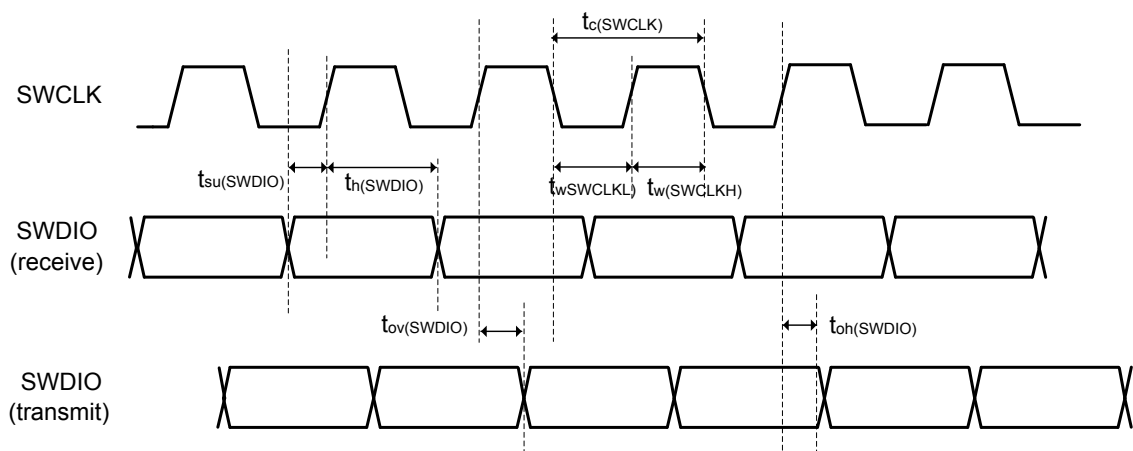 tc(SWCLK)
SWCLK
tsu(SWDIO)
th(SWDIO)
twSWCLKL)
tw(SWCLKH)
SWDIO
(receive)
tov(SWDIO)
toh(SWDIO)
SWDIO
(transmit)